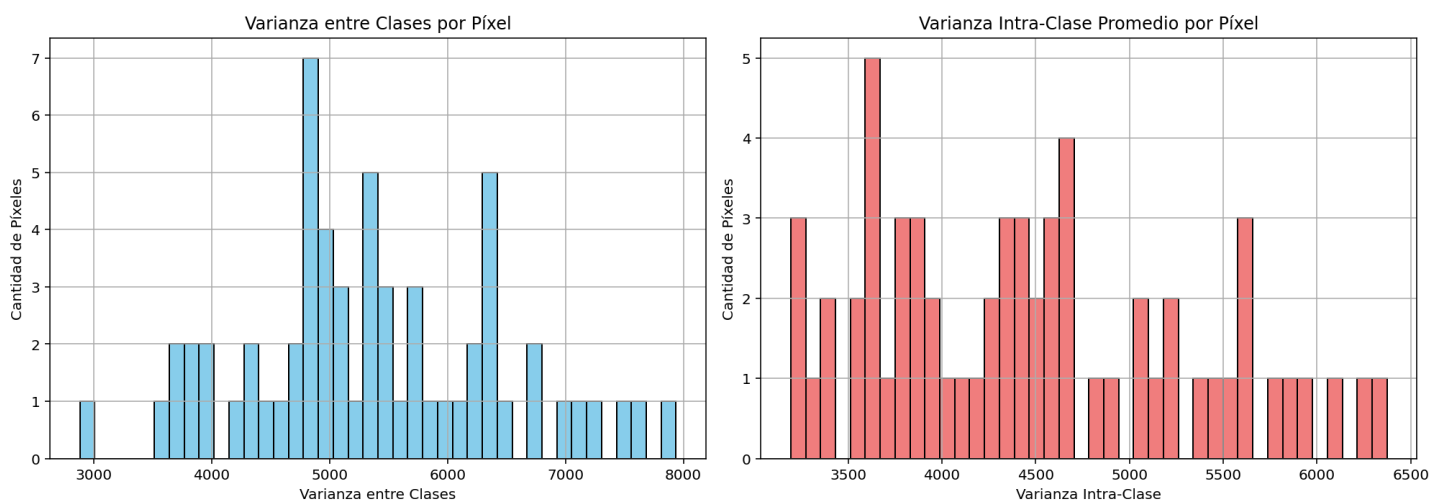 Varianza entre Clases por Píxel
7
6
5
4
3
2
1
0
Cantidad de Píxeles
3000 4000 5000 6000 7000 8000
Varianza entre Clases
Varianza Intra-Clase Promedio por Píxel
5
4
3
2
1
0
Cantidad de Píxeles
3500 4000 4500 5000 5500 6000 6500
Varianza Intra-Clase